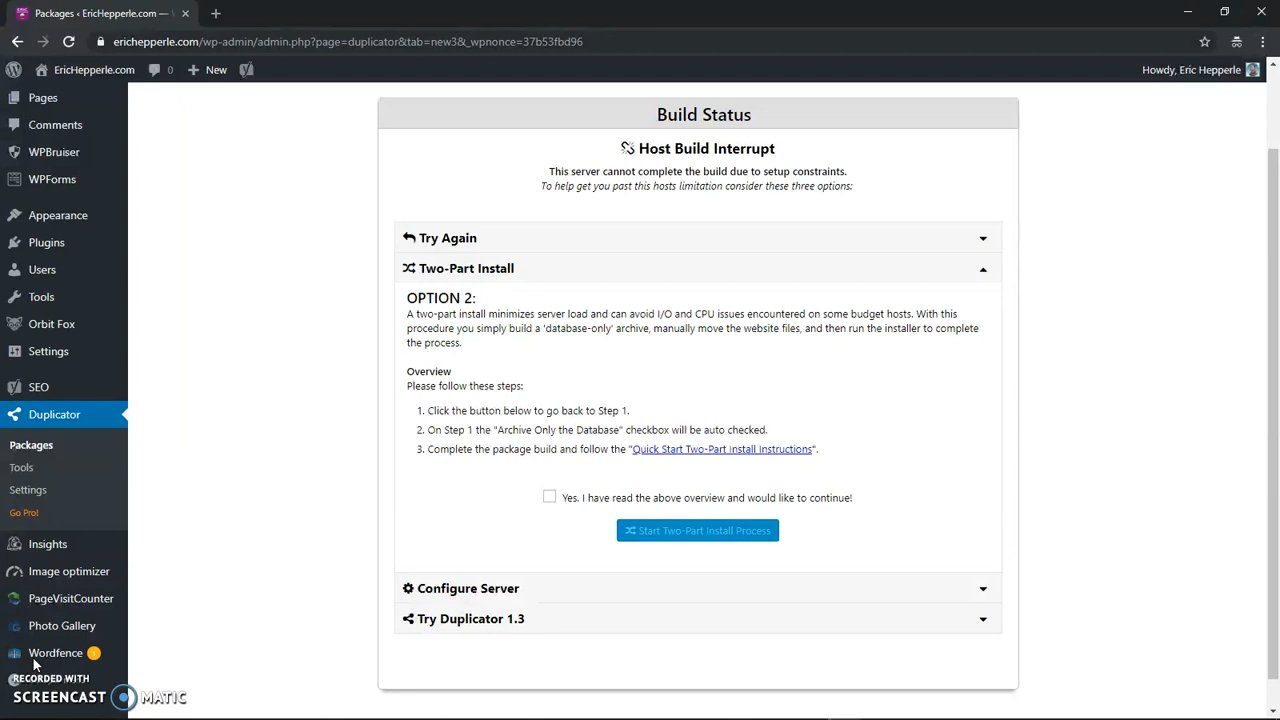 Packages ‹ EricHepperle.com — W
erichepperle.com/wp-admin/admin.php?page=duplicator&tab=new3&_wpnonce=37b53fbd96
EricHepperle.com
0
New
Howdy, Eric Hepperle
Pages
Comments
WPBruiser
WPForms
Appearance
Plugins
Users
Tools
Orbit Fox
Settings
SEO
Duplicator
Packages
Tools
Settings
Go Pro!
Insights
Image optimizer
PageVisitCounter
Photo Gallery
Wordfence 1
Build Status
Host Build Interrupt
This server cannot complete the build due to setup constraints.
To help get you past this hosts limitation consider these three options:
Try Again
Two-Part Install
OPTION 2:
A two-part install minimizes server load and can avoid I/O and CPU issues encountered on some budget hosts. With this
procedure you simply build a 'database-only' archive, manually move the website files, and then run the installer to complete
the process.
Overview
Please follow these steps:
1. Click the button below to go back to Step 1.
2. On Step 1 the "Archive Only the Database" checkbox will be auto checked.
3. Complete the package build and follow the "Quick Start Two-Part Install Instructions".
Yes. I have read the above overview and would like to continue!
Start Two-Part Install Process
Configure Server
Try Duplicator 1.3
RECORDED WITH
SCREENCAST MATIC